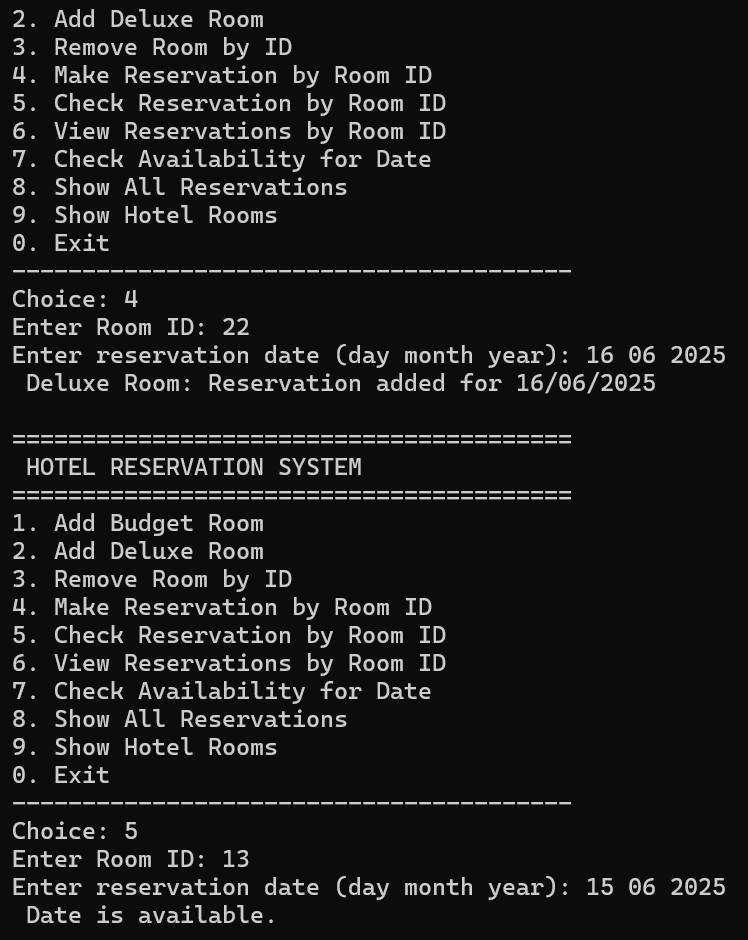 2. Add Deluxe Room
3. Remove Room by ID
4. Make Reservation by Room ID
5. Check Reservation by Room ID
6. View Reservations by Room ID
7. Check Availability for Date
8. Show All Reservations
9. Show Hotel Rooms
0. Exit
----------------------------------------
Choice: 4
Enter Room ID: 22
Enter reservation date (day month year): 16 06 2025
 Deluxe Room: Reservation added for 16/06/2025

========================================
 HOTEL RESERVATION SYSTEM
========================================
1. Add Budget Room
2. Add Deluxe Room
3. Remove Room by ID
4. Make Reservation by Room ID
5. Check Reservation by Room ID
6. View Reservations by Room ID
7. Check Availability for Date
8. Show All Reservations
9. Show Hotel Rooms
0. Exit
----------------------------------------
Choice: 5
Enter Room ID: 13
Enter reservation date (day month year): 15 06 2025
 Date is available.